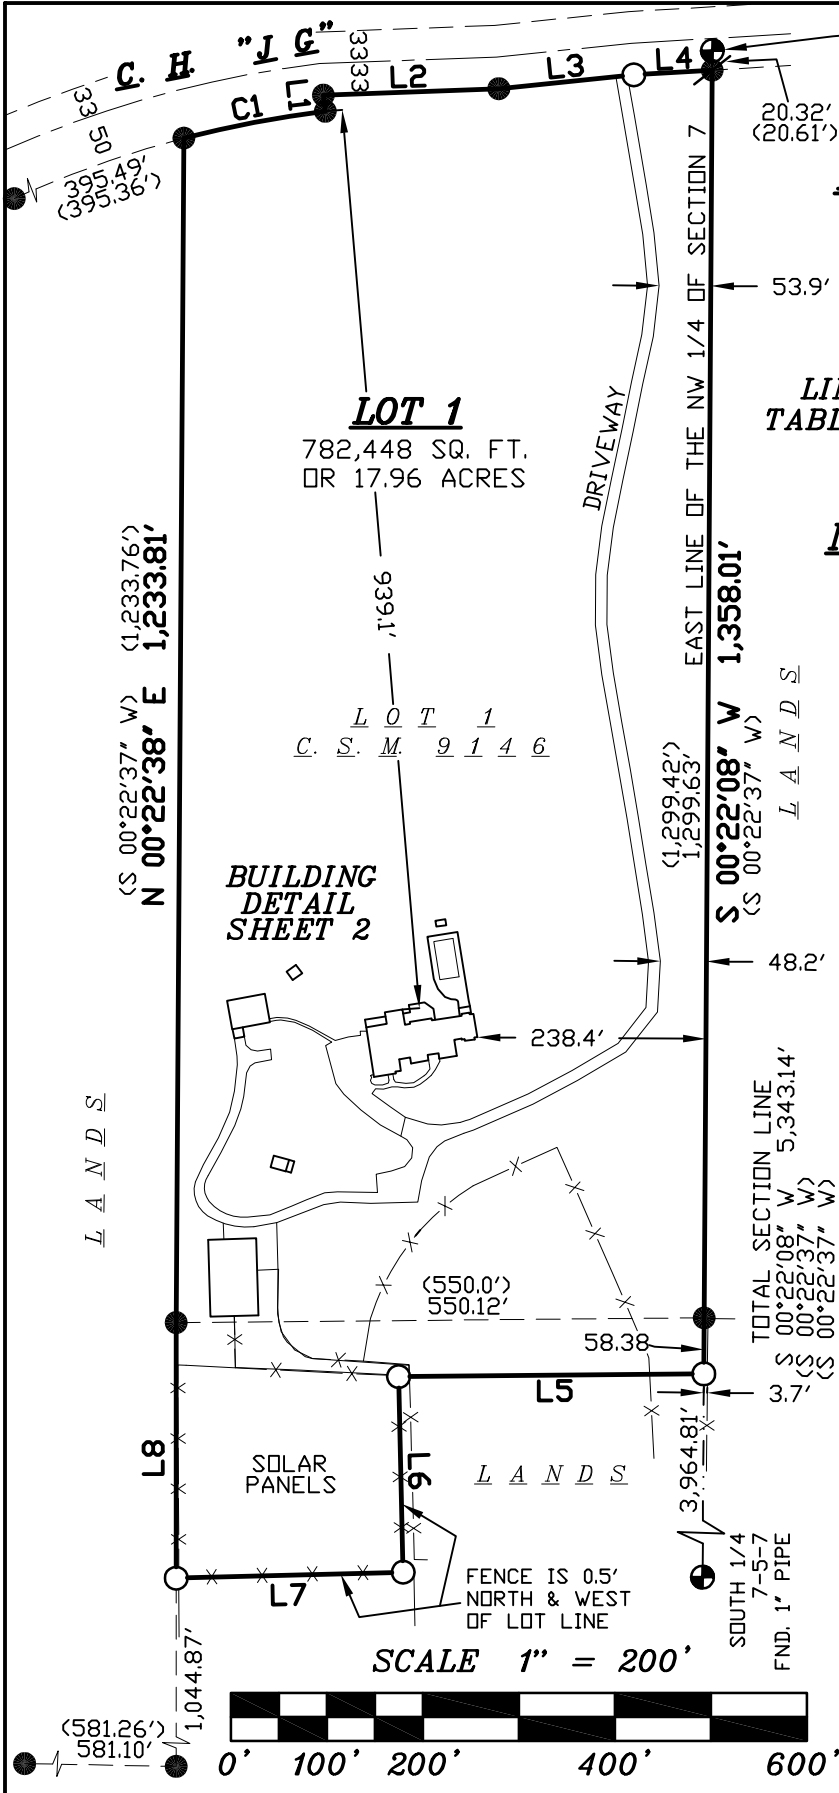 C. H. "J G"
33
33
33
50
L1
L2
L3
L4
C1
20.32'
(20.61')
395.49'
(395.36')
53.9'
EAST LINE OF THE NW 1/4 OF SECTION 7
DRIVEWAY
LOT 1
782,448 SQ. FT.
OR 17.96 ACRES
939.1'
(1,233.76')
1,233.81'
(S 00°22'37" W)
N 00°22'38" E
LOT 1
C. S. M. 9146
1,358.01'
S 00°22'08" W
(S 00°22'37" W)
(1,299.42')
1,299.63'
LANDS
BUILDING
DETAIL
SHEET 2
48.2'
238.4'
LANDS
TOTAL SECTION LINE
S 00°22'08" W 5,343.14'
(S 00°22'37" W)
(S 00°22'37" W)
(550.0')
550.12'
58.38
L5
3.7'
L8
SOLAR
PANELS
L6
LANDS
3,964.81'
L7
FENCE IS 0.5'
NORTH & WEST
OF LOT LINE
SOUTH 1/4
7-5-7
FND. 1" PIPE
1,044.87'
(581.26')
581.10'
SCALE 1" = 200'
0' 100' 200' 400' 600'